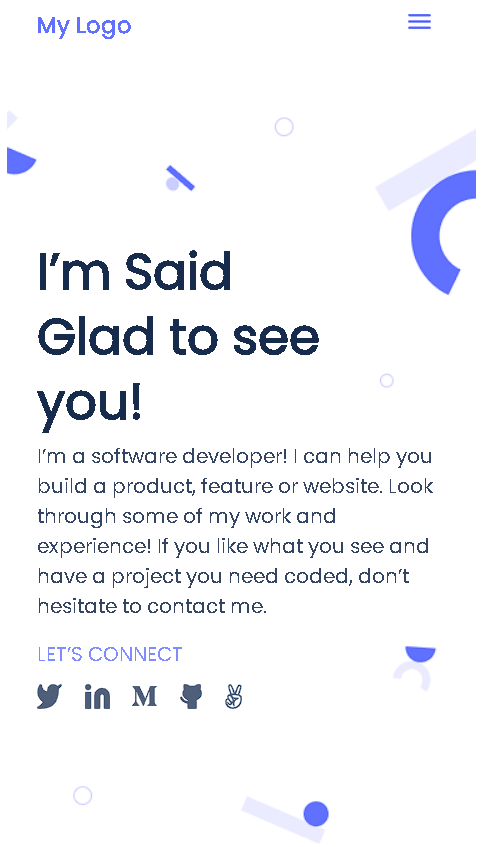 My Logo
I’m Said
Glad to see
you!
I’m a software developer! I can help you
build a product, feature or website. Look
through some of my work and
experience! If you like what you see and
have a project you need coded, don’t
hesitate to contact me.
LET’S CONNECT